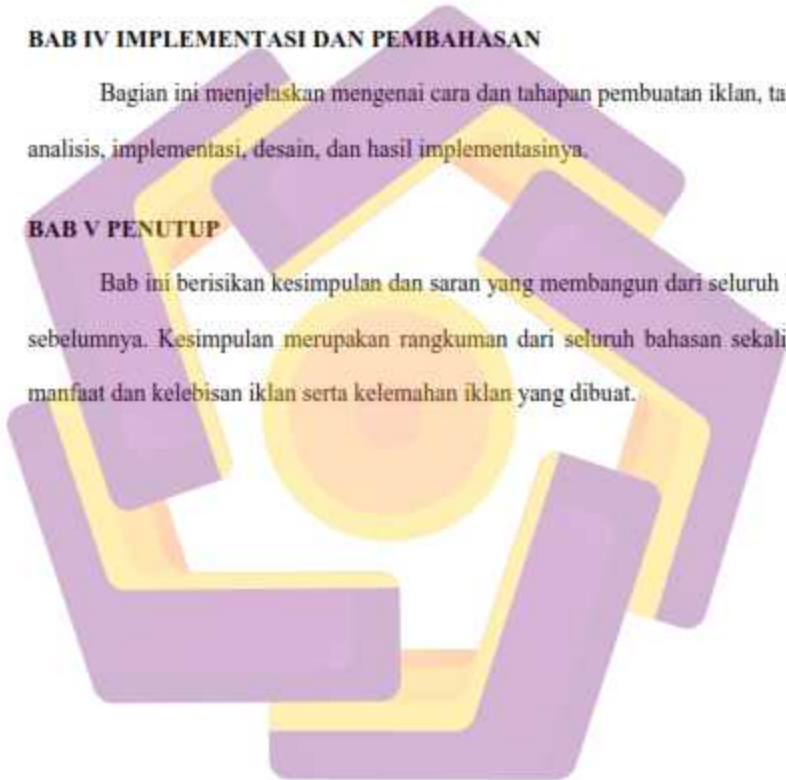 BAB IV IMPLEMENTASI DAN PEMBAHASAN
Bagian ini menjelaskan mengenai cara dan tahapan pembuatan iklan,
analisis, implementasi, desain, dan hasil implementasinya.
BAB V PENUTUP
Bab ini berisikan kesimpulan dan saran yang membangun dari seluruh
sebelumnya. Kesimpulan merupakan rangkuman dari seluruh bahasan
manfaat dan kelebisan iklan serta kelemahan iklan yang dibuat.